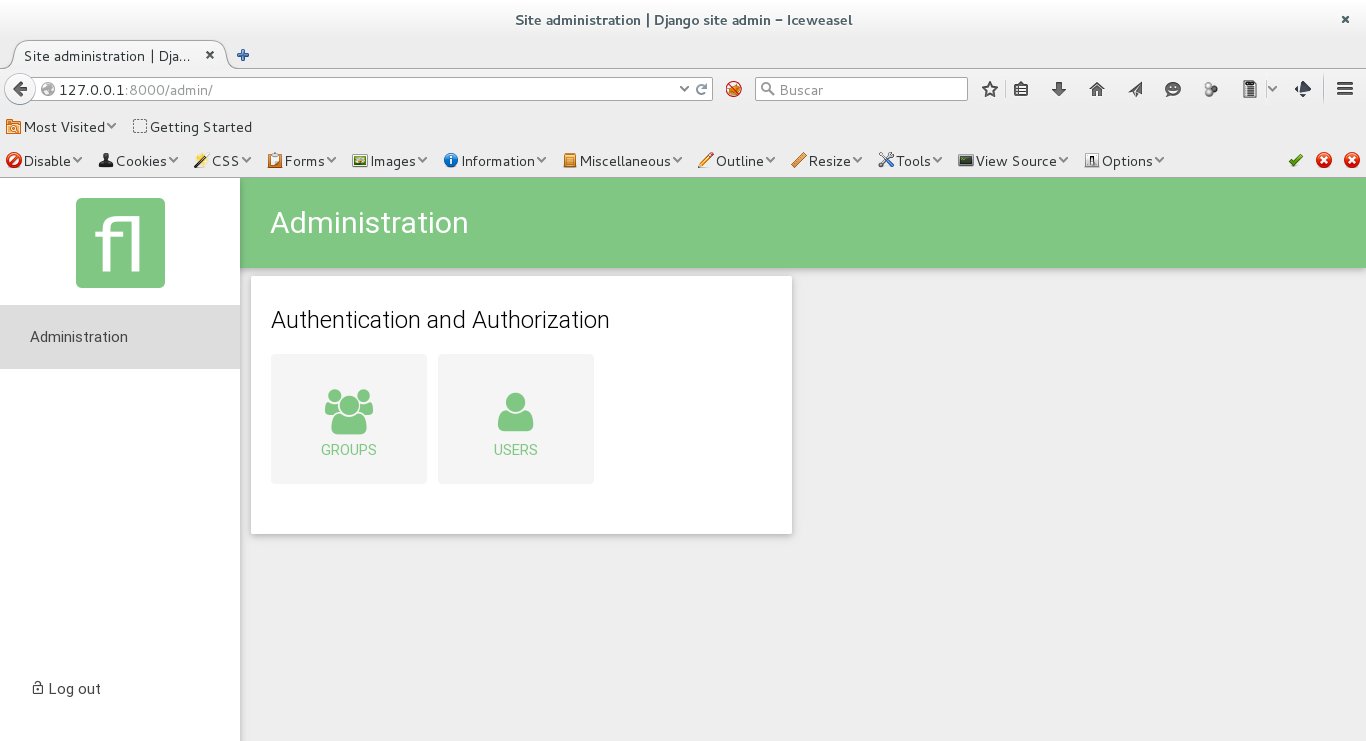 Site administration | Django site admin – Iceweasel
Site administration | Dja...
127.0.0.1:8000/admin/
Buscar
Most Visited Getting Started
Disable Cookies CSS Forms Images Information Miscellaneous Outline Resize Tools View Source Options
fl
Administration
Administration
Authentication and Authorization
GROUPS USERS
Log out